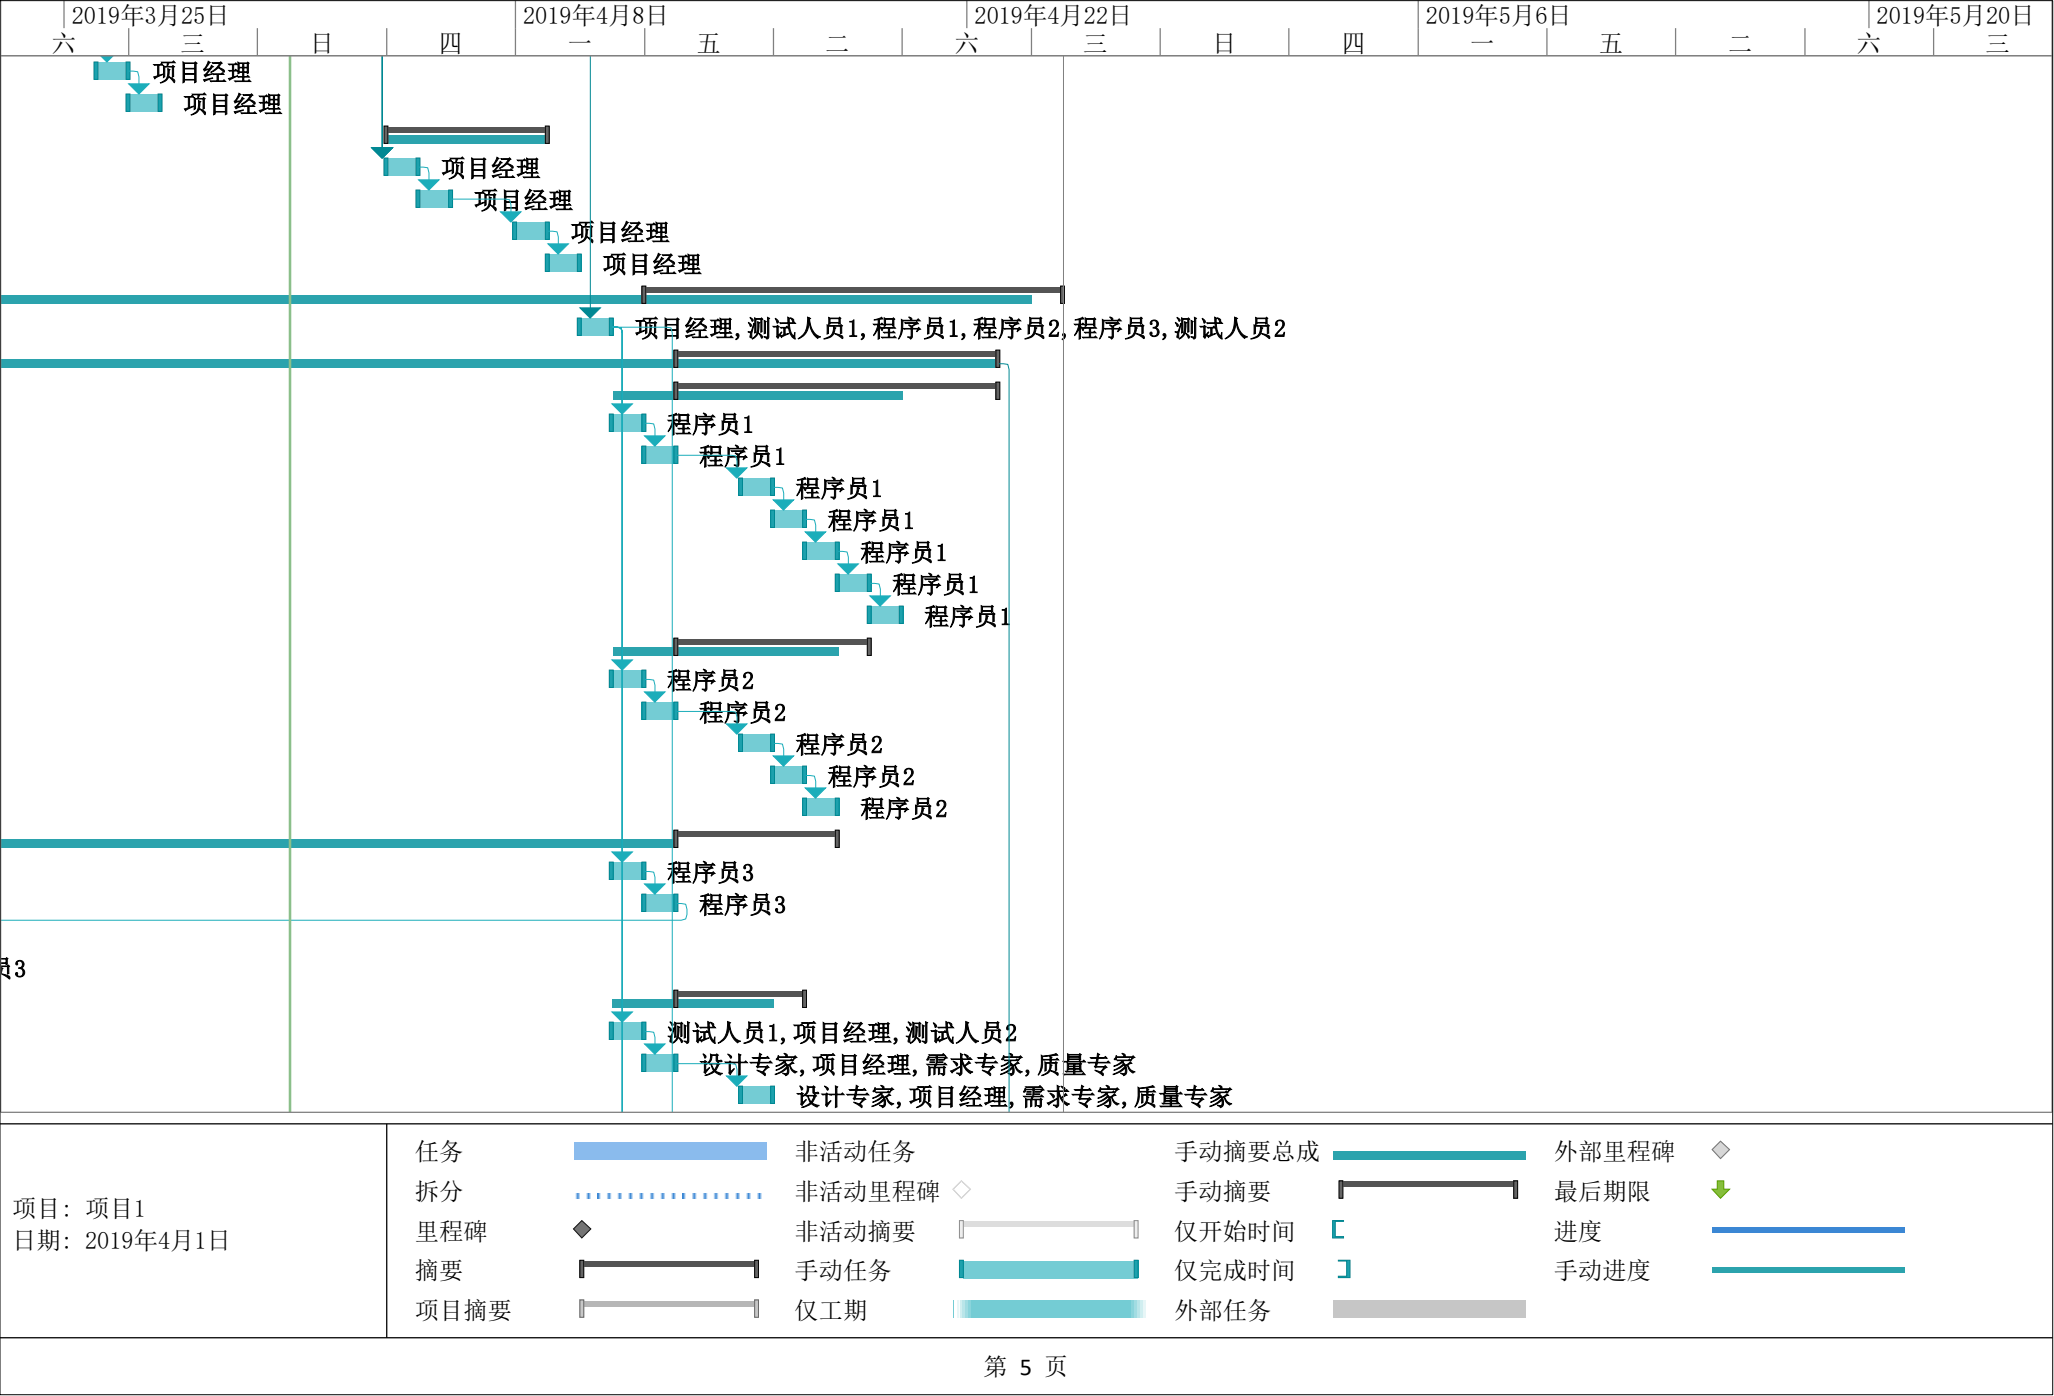 2019年3月25日 2019年4月8日 2019年4月22日 2019年5月6日 2019年5月20日
六 三 日 四 一 五 二 六 三 日 四 一 五 二 六 三
项目经理
项目经理
项目经理
项目经理
项目经理
项目经理
项目经理,测试人员1,程序员1,程序员2,程序员3,测试人员2
程序员1
程序员1
程序员1
程序员1
程序员1
程序员1
程序员1
程序员2
程序员2
程序员2
程序员2
程序员2
程序员3
程序员3
员3
测试人员1,项目经理,测试人员2
设计专家,项目经理,需求专家,质量专家
设计专家,项目经理,需求专家,质量专家
项目: 项目1
日期: 2019年4月1日
任务
拆分
里程碑
摘要
项目摘要
非活动任务
非活动里程碑
非活动摘要
手动任务
仅工期
手动摘要总成
手动摘要
仅开始时间
仅完成时间
外部任务
外部里程碑
最后期限
进度
手动进度
第 5 页